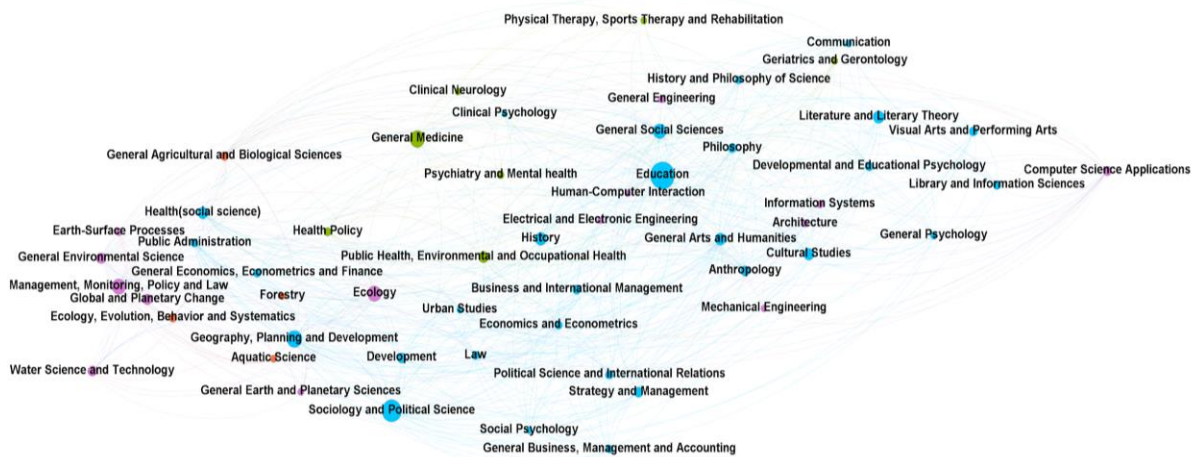 Physical Therapy, Sports Therapy and Rehabilitation
Communication
Geriatrics and Gerontology
History and Philosophy of Science
Clinical Neurology
General Engineering
Clinical Psychology
Literature and Literary Theory
General Social Sciences
Visual Arts and Performing Arts
General Medicine
Philosophy
General Agricultural and Biological Sciences
Developmental and Educational Psychology
Computer Science Applications
Psychiatry and Mental health
Education
Library and Information Sciences
Human-Computer Interaction
Information Systems
Health(social science)
Electrical and Electronic Engineering
Architecture
Earth-Surface Processes
Health Policy
General Psychology
Public Administration
History
General Arts and Humanities
Cultural Studies
General Environmental Science
Public Health, Environmental and Occupational Health
General Economics, Econometrics and Finance
Anthropology
Management, Monitoring, Policy and Law
Business and International Management
Global and Planetary Change
Forestry
Ecology
Mechanical Engineering
Urban Studies
Ecology, Evolution, Behavior and Systematics
Economics and Econometrics
Geography, Planning and Development
Aquatic Science
Development
Law
Water Science and Technology
Political Science and International Relations
General Earth and Planetary Sciences
Strategy and Management
Sociology and Political Science
Social Psychology
General Business, Management and Accounting